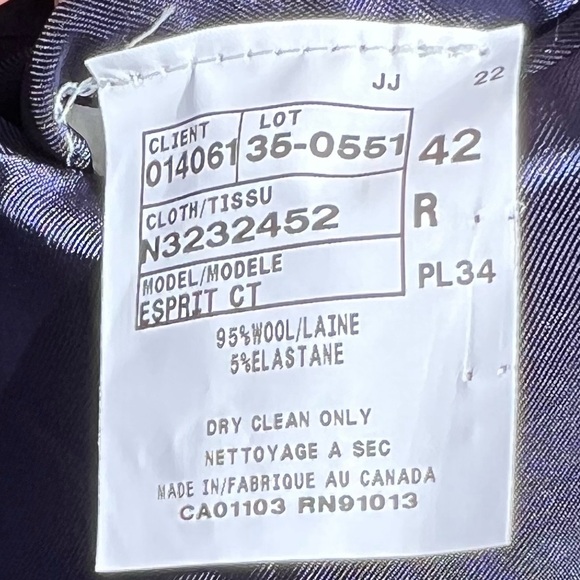 JJ 22
CLIENT LOT
014061 35-0551 42
CLOTH/TISSU
N3232452 R
MODEL/MODELE
ESPRIT CT PL34
95%WOOL/LAINE
5%ELASTANE
DRY CLEAN ONLY
NETTOYAGE A SEC
MADE IN/FABRIQUE AU CANADA
CA01103 RN91013